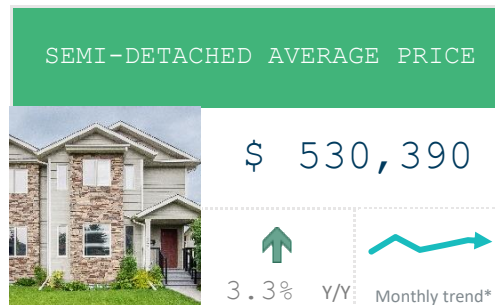 SEMI-DETACHED AVERAGE PRICE
$ 530,390
3.3% Y/Y
Monthly trend*